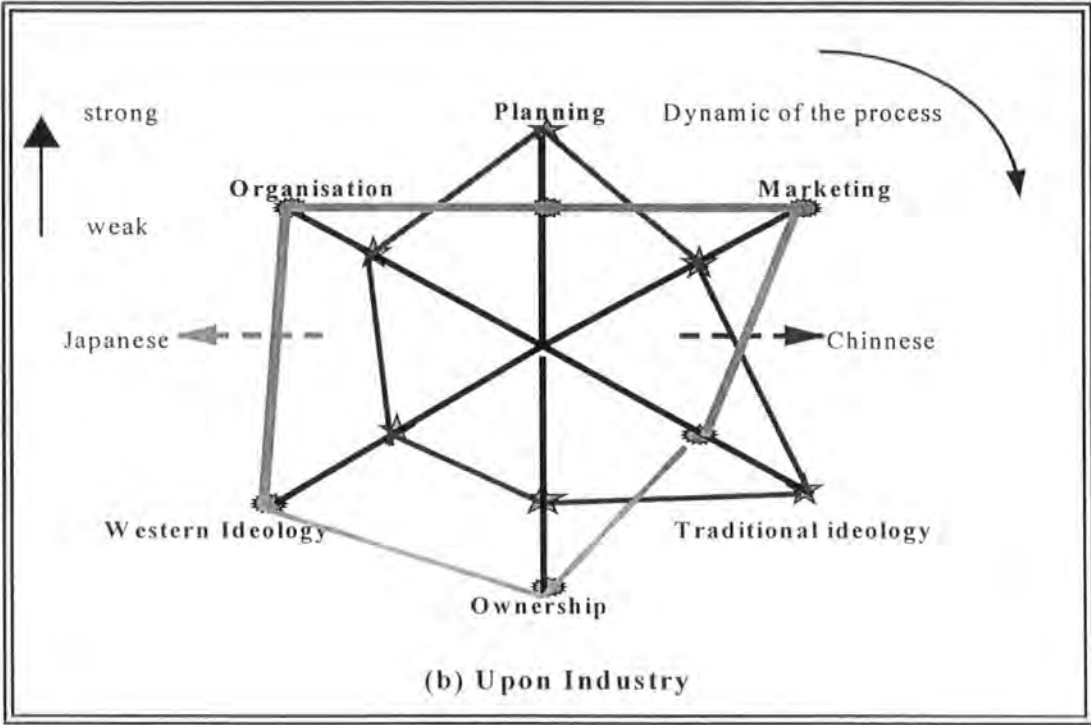 strong
Planning
Dynamic of the process
Organisation
Marketing
weak
Japanese
Chinnese
Western Ideology
Traditional ideology
Ownership
(b) Upon Industry